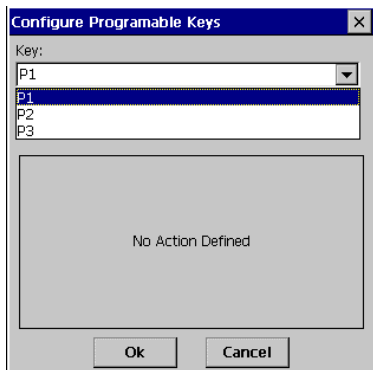 Configure Programable Keys
Key:
P1
P1
P2
P3
No Action Defined
Ok Cancel